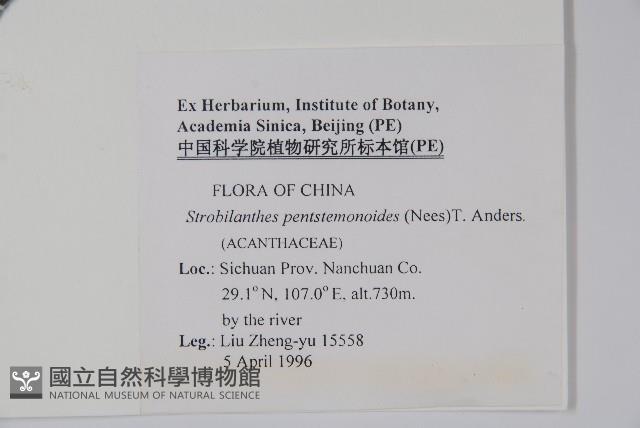 Ex Herbarium, Institute of Botany,
Academia Sinica, Beijing (PE)
中国科学院植物研究所标本馆(PE)
FLORA OF CHINA
Strobilanthes pentstemonoides (Nees)T. Anders.
(ACANTHACEAE)
Loc.: Sichuan Prov. Nanchuan Co.
29.1°N, 107.0°E, alt.730m.
by the river
Leg.: Liu Zheng-yu 15558
5 April 1996
國立自然科學博物館
NATIONAL MUSEUM OF NATURAL SCIENCE